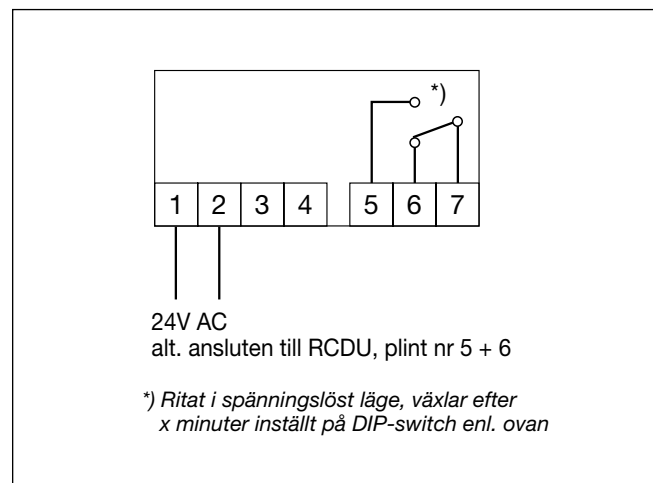 *)
1 2 3 4 5 6 7
24V AC
alt. ansluten till RCDU, plint nr 5 + 6
*) Ritat i spänningslöst läge, växlar efter
x minuter inställt på DIP-switch enl. ovan